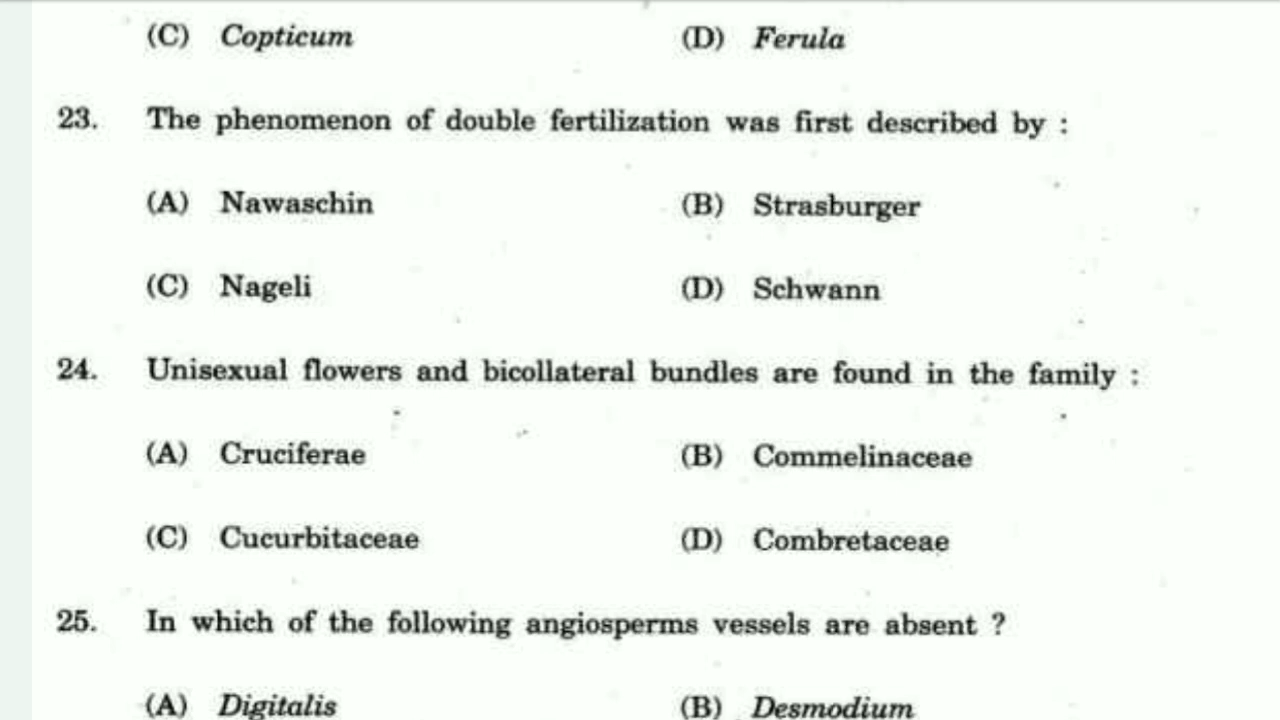 (C) Copticum (D) Ferula
23. The phenomenon of double fertilization was first described by :
(A) Nawaschin (B) Strasburger
(C) Nageli (D) Schwann
24. Unisexual flowers and bicollateral bundles are found in the family :
(A) Cruciferae (B) Commelinaceae
(C) Cucurbitaceae (D) Combretaceae
25. In which of the following angiosperms vessels are absent ?
(A) Digitalis (B) Desmodium